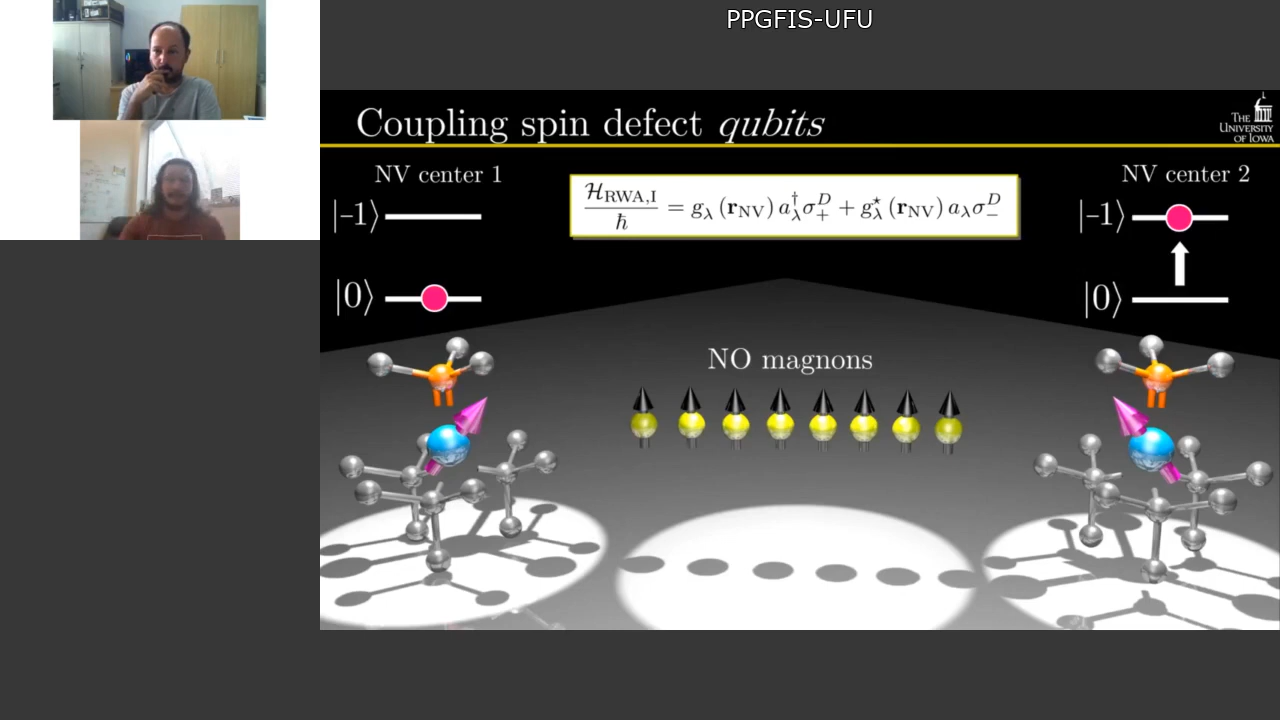 PPGFIS-UFU
Coupling spin defect qubits
THE
UNIVERSITY
OF IOWA
NV center 1
NV center 2
|-1⟩
|-1⟩
H_RWA,I / ħ = g_λ (r_NV) a_λ^† σ_+^D + g_λ^⋆ (r_NV) a_λ σ_-^D
|0⟩
|0⟩
NO magnons